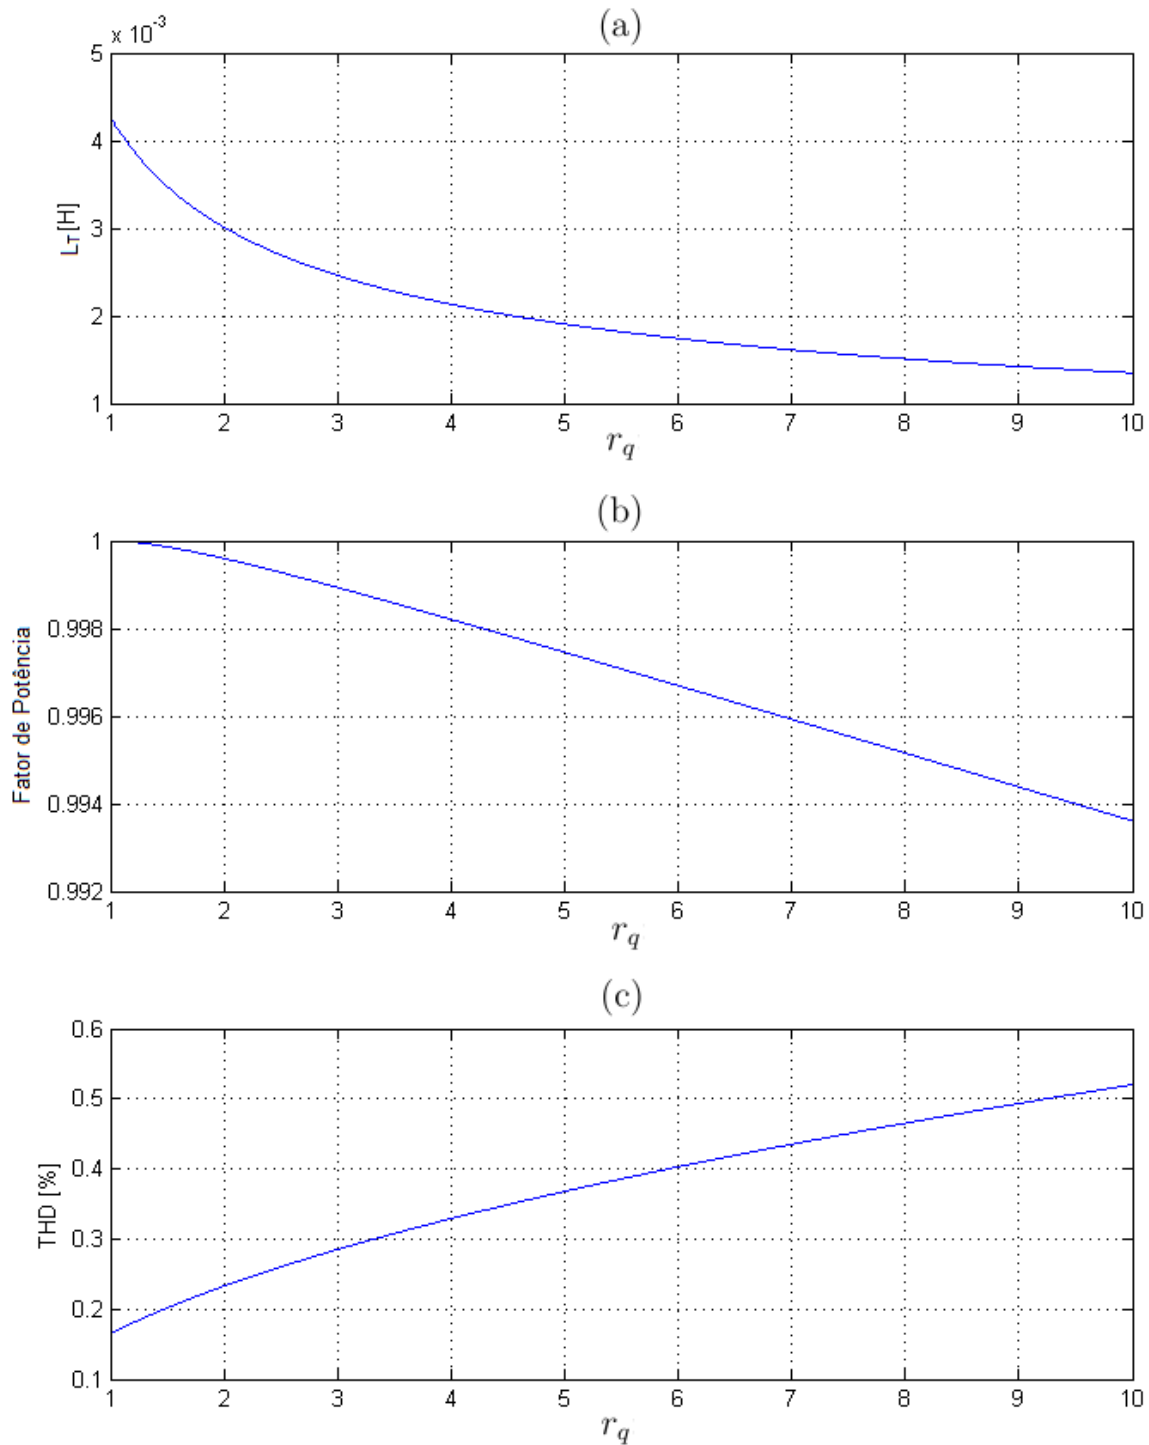 (a)
x 10^-3
5
4
3
2
1
L_T[H]
1 2 3 4 5 6 7 8 9 10
r_q
(b)
1
0.998
0.996
0.994
0.992
Fator de Potência
1 2 3 4 5 6 7 8 9 10
r_q
(c)
0.6
0.5
0.4
0.3
0.2
0.1
THD [%]
1 2 3 4 5 6 7 8 9 10
r_q